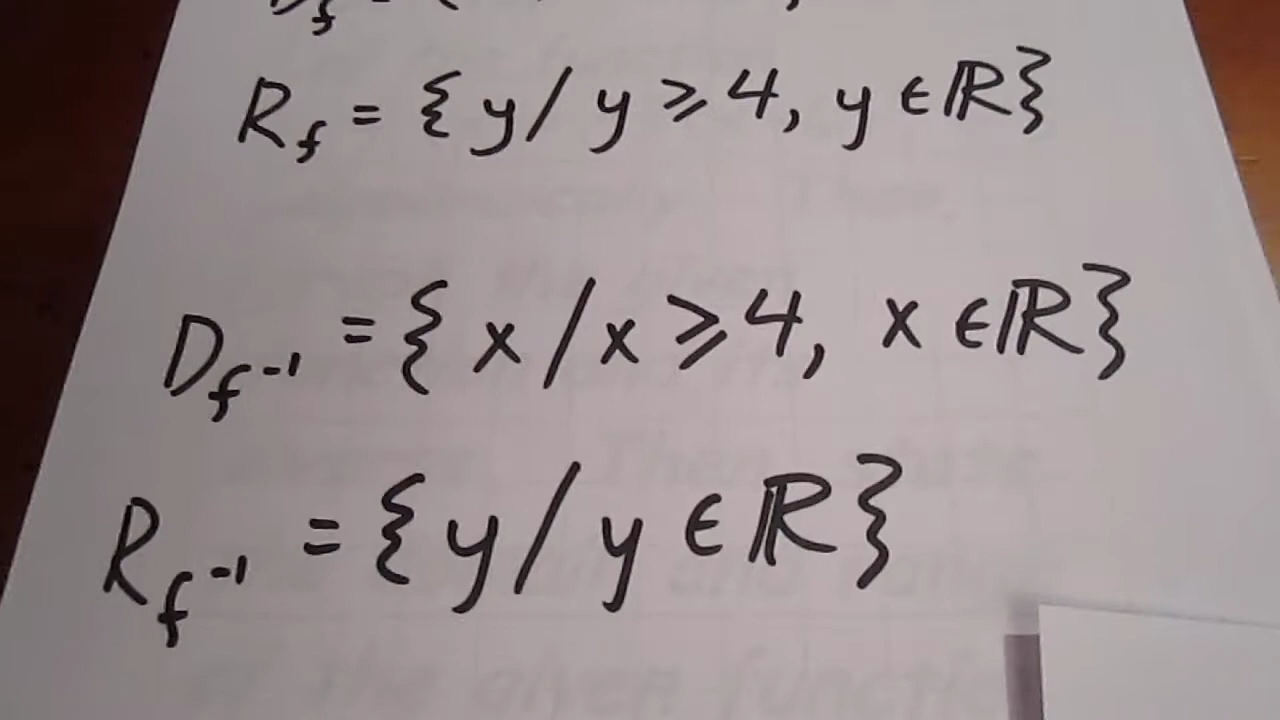 R_f = { y / y ⩾ 4, y ∈ ℝ }
D_f⁻¹ = { x / x ⩾ 4, x ∈ ℝ }
R_f⁻¹ = { y / y ∈ ℝ }